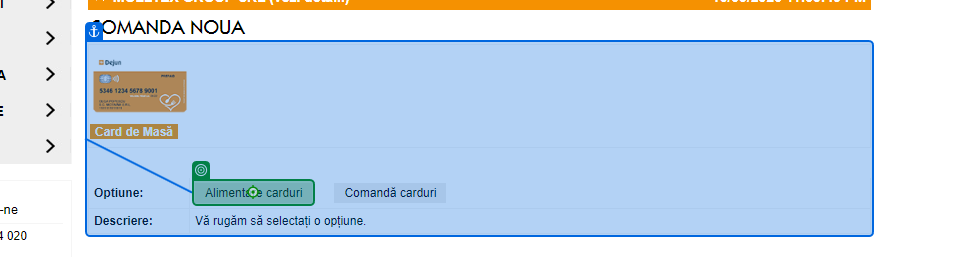 COMANDA NOUA
A
Dejun
5346 1234 5678 9001
E
Card de Masă
Optiune:
Alimentare carduri
Comandă carduri
-ne
Descriere:
Vă rugăm să selectați o opțiune.
4 020